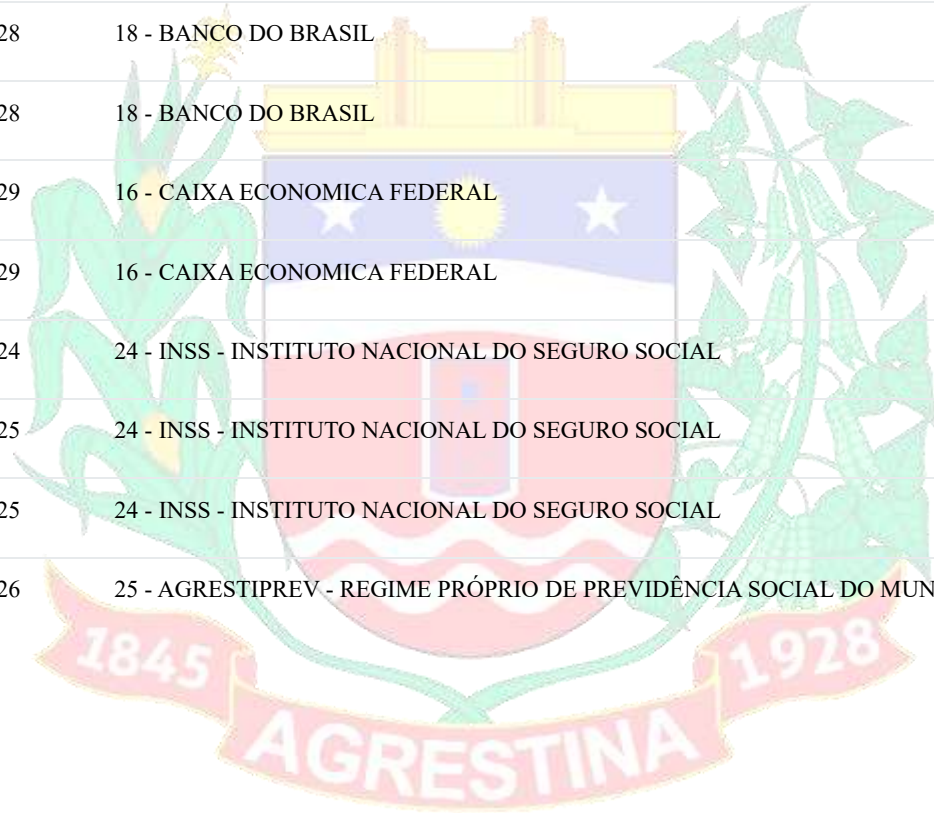 28 18 - BANCO DO BRASIL
28 18 - BANCO DO BRASIL
29 16 - CAIXA ECONOMICA FEDERAL
29 16 - CAIXA ECONOMICA FEDERAL
24 24 - INSS - INSTITUTO NACIONAL DO SEGURO SOCIAL
25 24 - INSS - INSTITUTO NACIONAL DO SEGURO SOCIAL
25 24 - INSS - INSTITUTO NACIONAL DO SEGURO SOCIAL
26 25 - AGRESTIPREV - REGIME PRÓPRIO DE PREVIDÊNCIA SOCIAL DO MUN
1845 1928
AGRESTINA